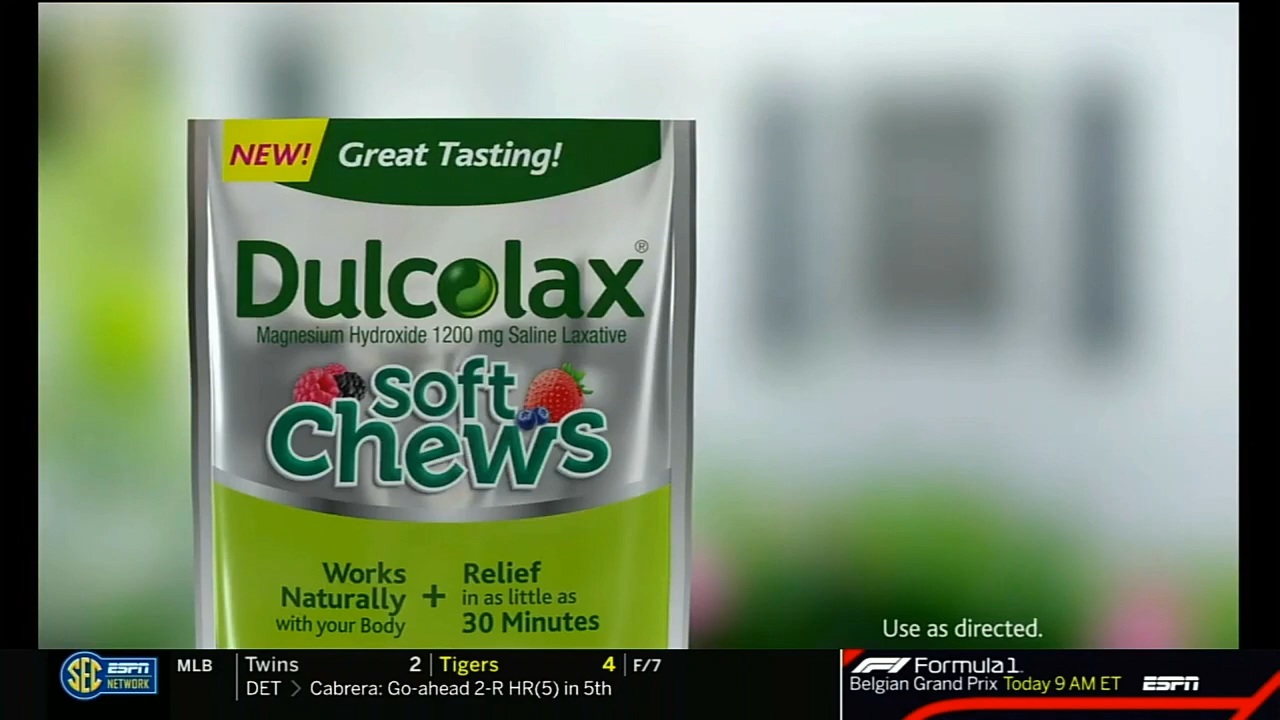 NEW! Great Tasting!
Dulcolax®
Magnesium Hydroxide 1200 mg Saline Laxative
soft
chews
Works
Naturally
with your Body
+
Relief
in as little as
30 Minutes
Use as directed.
SEC ESPN NETWORK
MLB
Twins 2 Tigers 4 F/7
DET > Cabrera: Go-ahead 2-R HR(5) in 5th
F1 Formula 1
Belgian Grand Prix Today 9 AM ET ESPN